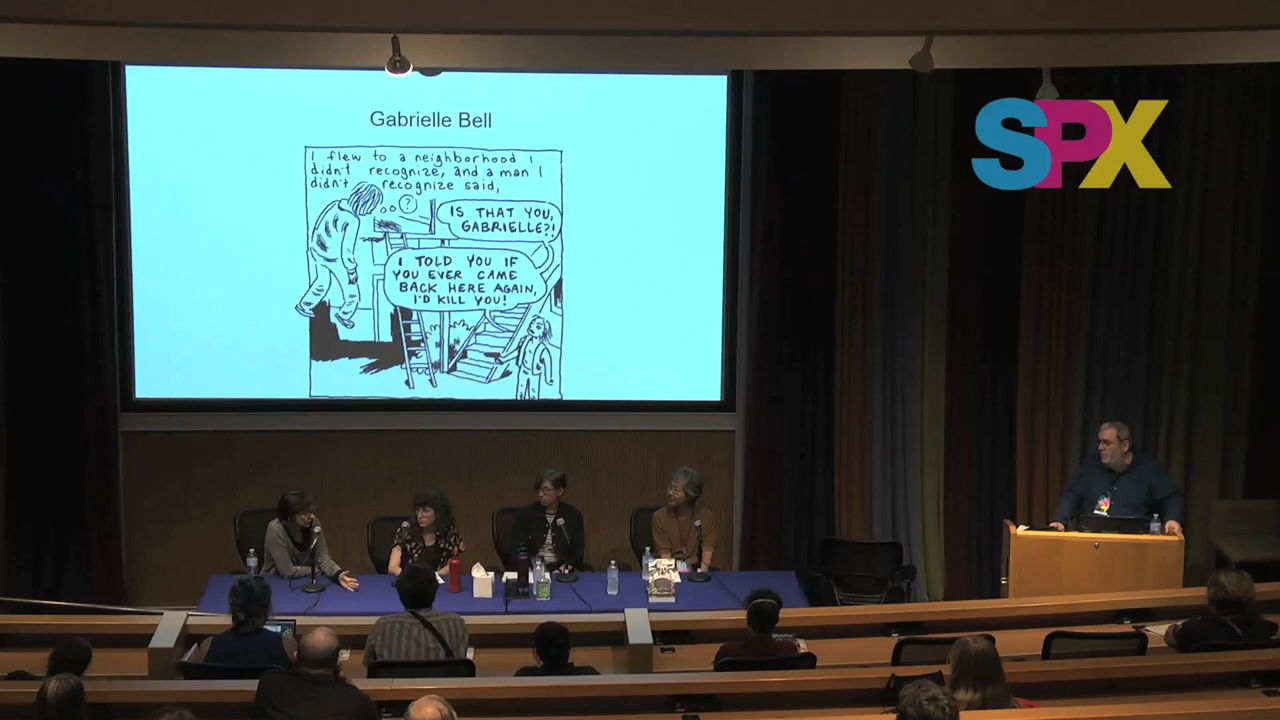 Gabrielle Bell
SPX
I flew to a neighborhood I
didn't recognize, and a man I
didn't recognize said,
?
IS THAT YOU,
GABRIELLE?!
I TOLD YOU IF
YOU EVER CAME
BACK HERE AGAIN,
I'D KILL YOU!